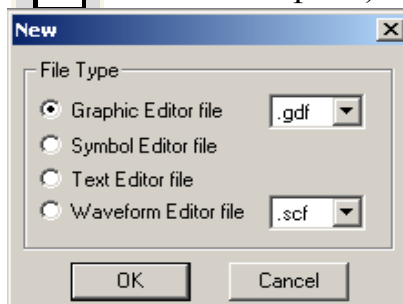 New
File Type
Graphic Editor file .gdf
Symbol Editor file
Text Editor file
Waveform Editor file .scf
OK Cancel